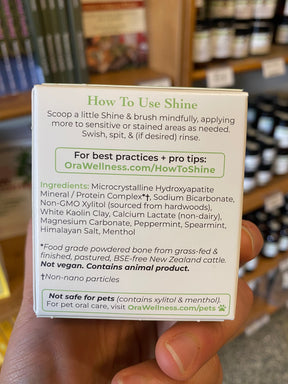 How To Use Shine
Scoop a little Shine & brush mindfully, applying
more to sensitive or stained areas as needed.
Swish, spit, & (if desired) rinse.
For best practices + pro tips:
OraWellness.com/HowToShine
Ingredients: Microcrystalline Hydroxyapatite
Mineral / Protein Complex*†, Sodium Bicarbonate,
Non-GMO Xylitol (sourced from hardwoods),
White Kaolin Clay, Calcium Lactate (non-dairy),
Magnesium Carbonate, Peppermint, Spearmint,
Himalayan Salt, Menthol
*Food grade powdered bone from grass-fed &
finished, pastured, BSE-free New Zealand cattle.
Not vegan. Contains animal product.
†Non-nano particles
Not safe for pets (contains xylitol & menthol).
For pet oral care, visit OraWellness.com/pets